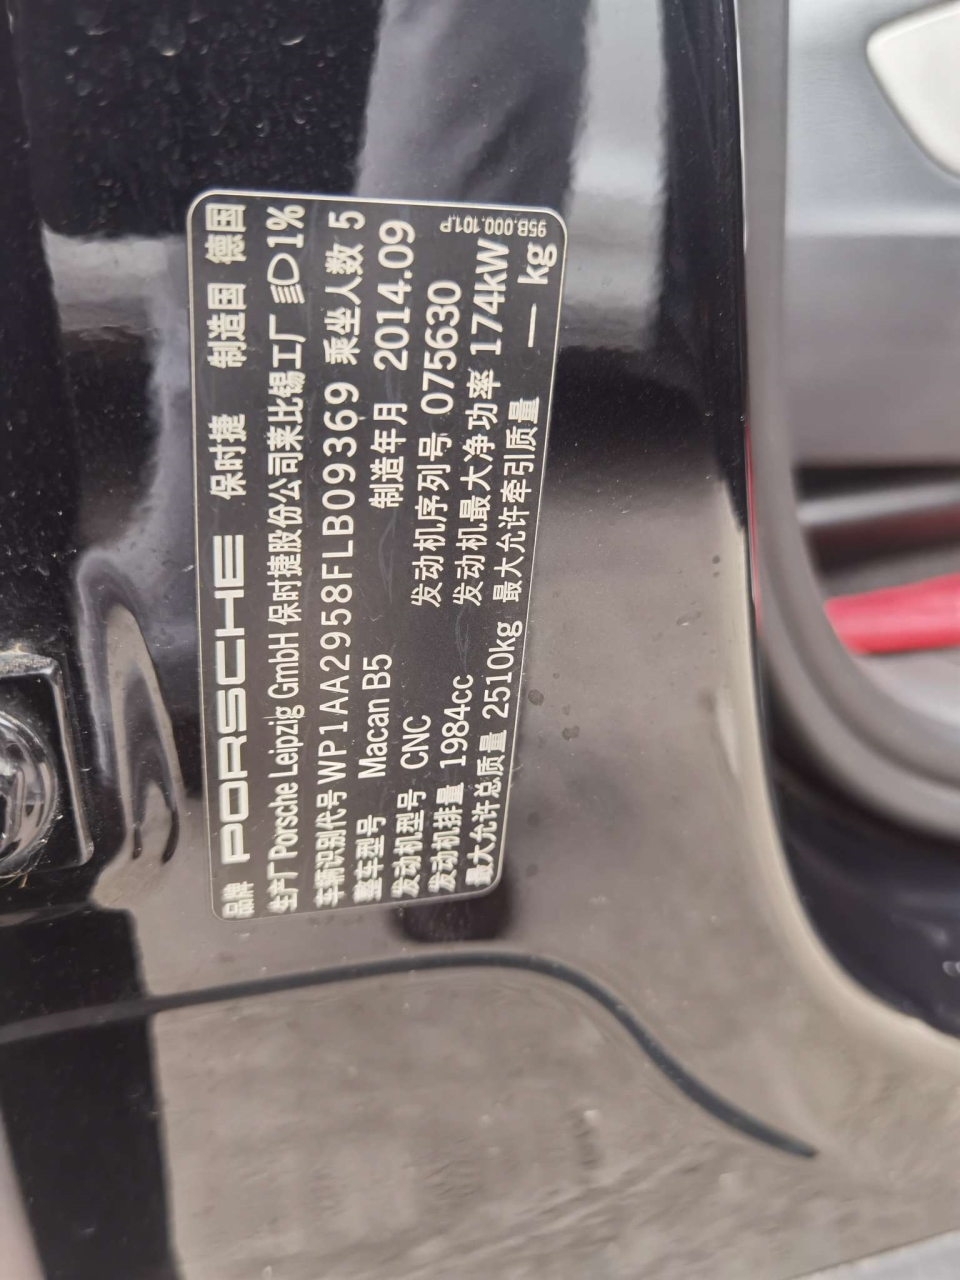 品牌 PORSCHE 保时捷 制造国 德国
生产厂 Porsche Leipzig GmbH 保时捷股份公司莱比锡工厂 1%
车辆识别代号 WP1AA2958FLB09369 乘坐人数 5
整车型号 Macan B5 制造年月 2014.09
发动机型号 CNC 发动机序列号 075630
发动机排量 1984cc 发动机最大净功率 174kW
最大允许总质量 2510kg 最大允许牵引质量 — kg
95B.000.101.P